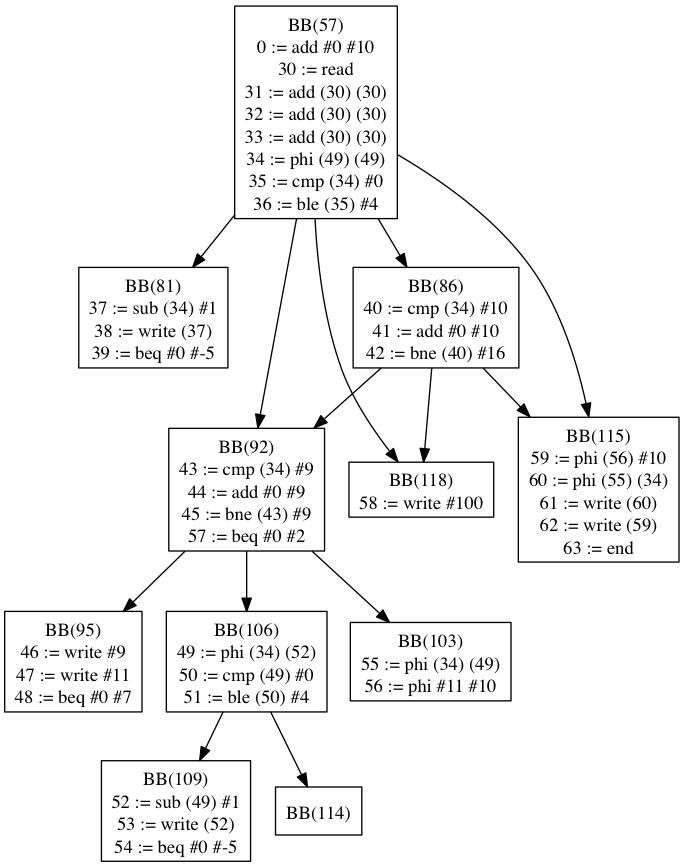 BB(57)
0 := add #0 #10
30 := read
31 := add (30) (30)
32 := add (30) (30)
33 := add (30) (30)
34 := phi (49) (49)
35 := cmp (34) #0
36 := ble (35) #4
BB(81)
37 := sub (34) #1
38 := write (37)
39 := beq #0 #-5
BB(86)
40 := cmp (34) #10
41 := add #0 #10
42 := bne (40) #16
BB(92)
43 := cmp (34) #9
44 := add #0 #9
45 := bne (43) #9
57 := beq #0 #2
BB(118)
58 := write #100
BB(115)
59 := phi (56) #10
60 := phi (55) (34)
61 := write (60)
62 := write (59)
63 := end
BB(95)
46 := write #9
47 := write #11
48 := beq #0 #7
BB(106)
49 := phi (34) (52)
50 := cmp (49) #0
51 := ble (50) #4
BB(103)
55 := phi (34) (49)
56 := phi #11 #10
BB(109)
52 := sub (49) #1
53 := write (52)
54 := beq #0 #-5
BB(114)